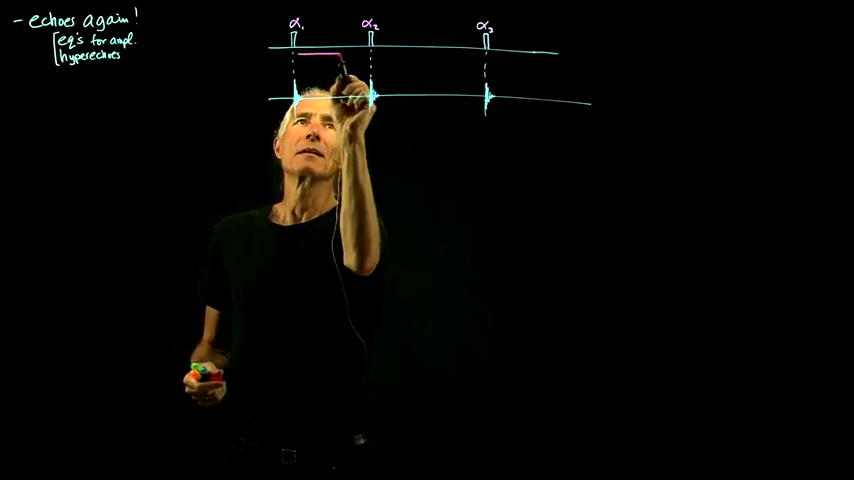 - echoes again!
eq's for ampl.
hyperechoes
α₁ α₂ α₃